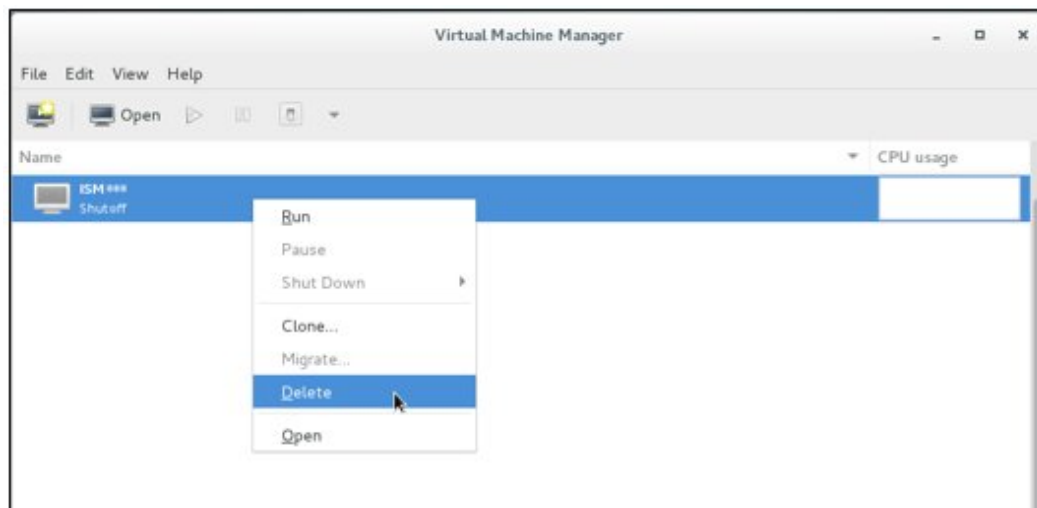 Virtual Machine Manager
File Edit View Help
Open
Name CPU usage
ISM***
Shutoff
Run
Pause
Shut Down
Clone...
Migrate...
Delete
Open